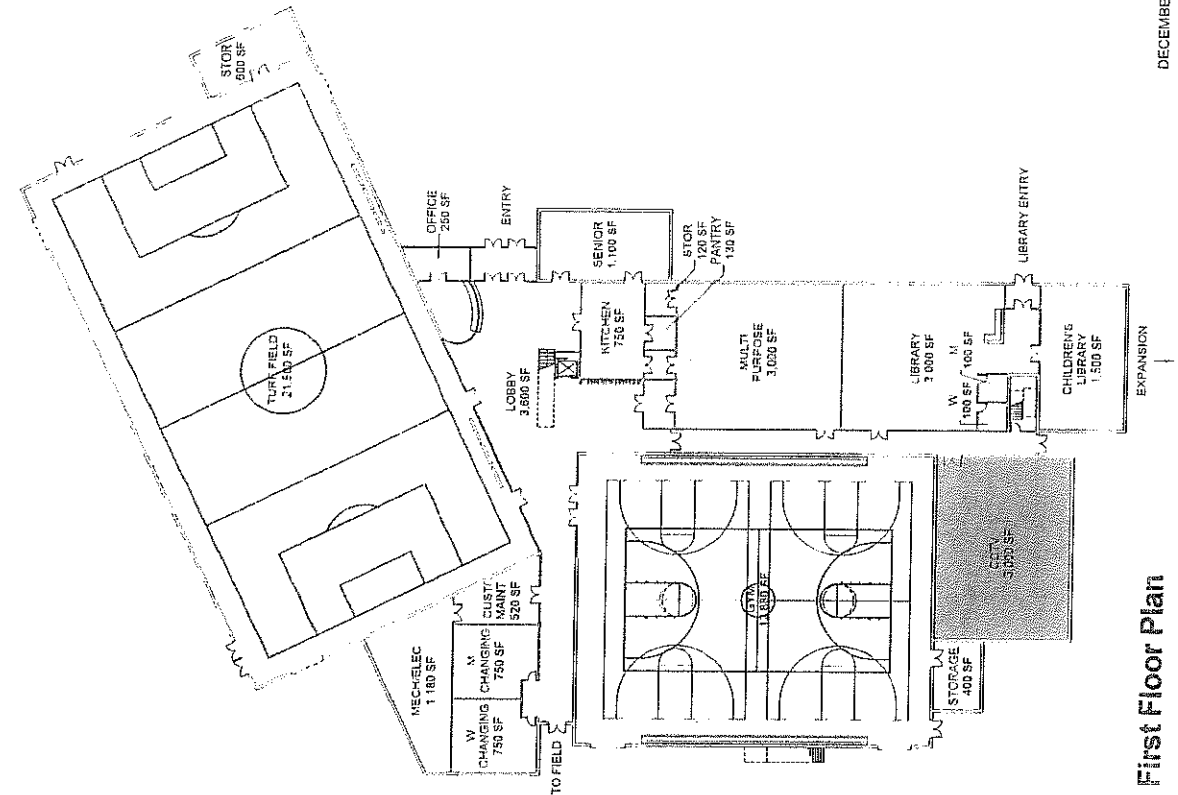 STOR
600 SF
TURF FIELD
21,500 SF
OFFICE
250 SF
ENTRY
SENIOR
1,100 SF
STOR
120 SF
PANTRY
130 SF
KITCHEN
750 SF
LOBBY
3,600 SF
MECH/ELEC
1,180 SF
W
CHANGING
750 SF
M
CHANGING
750 SF
CUST/
MAINT
520 SF
TO FIELD
GYM
MULTI
PURPOSE
3,000 SF
LIBRARY
3,000 SF
W
100 SF
M
100 SF
LIBRARY ENTRY
CHILDREN'S
LIBRARY
1,500 SF
EXPANSION
STORAGE
400 SF
First Floor Plan